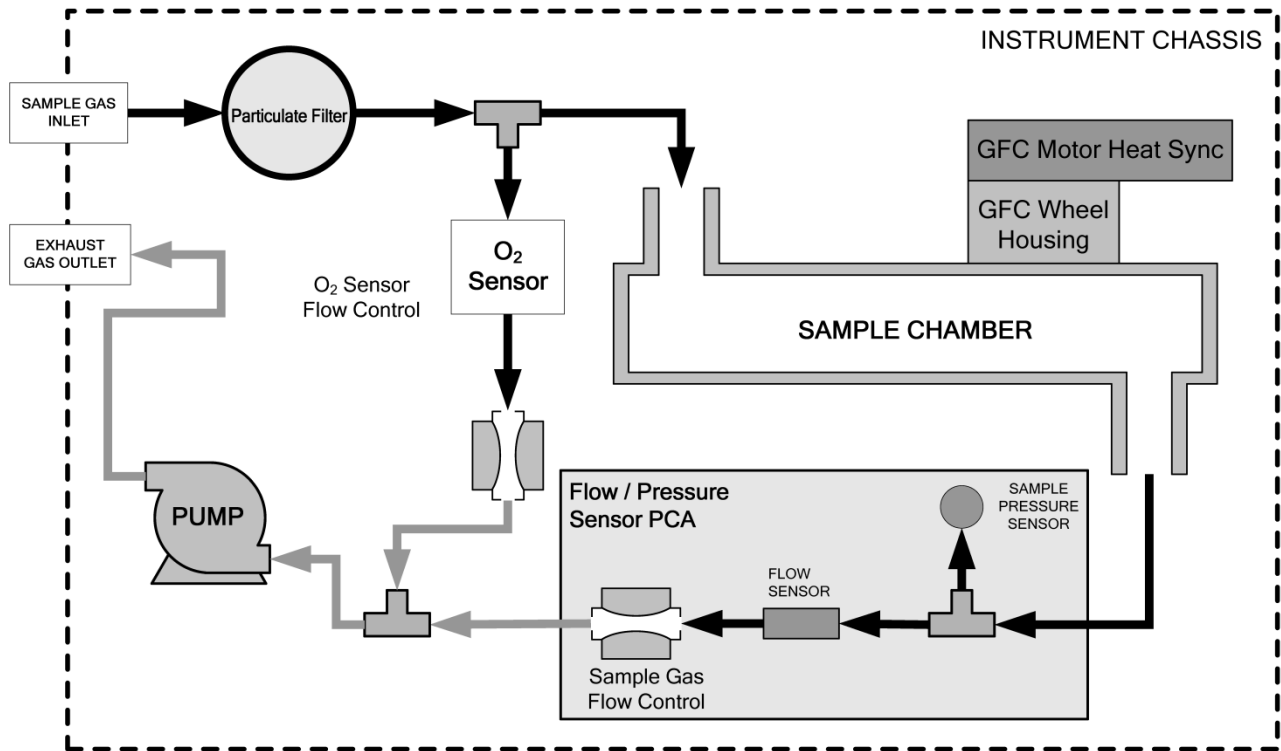 INSTRUMENT CHASSIS
SAMPLE GAS
INLET
Particulate Filter
GFC Motor Heat Sync
GFC Wheel
Housing
EXHAUST
GAS OUTLET
O₂
Sensor
O₂ Sensor
Flow Control
SAMPLE CHAMBER
PUMP
Flow / Pressure
Sensor PCA
SAMPLE
PRESSURE
SENSOR
FLOW
SENSOR
Sample Gas
Flow Control